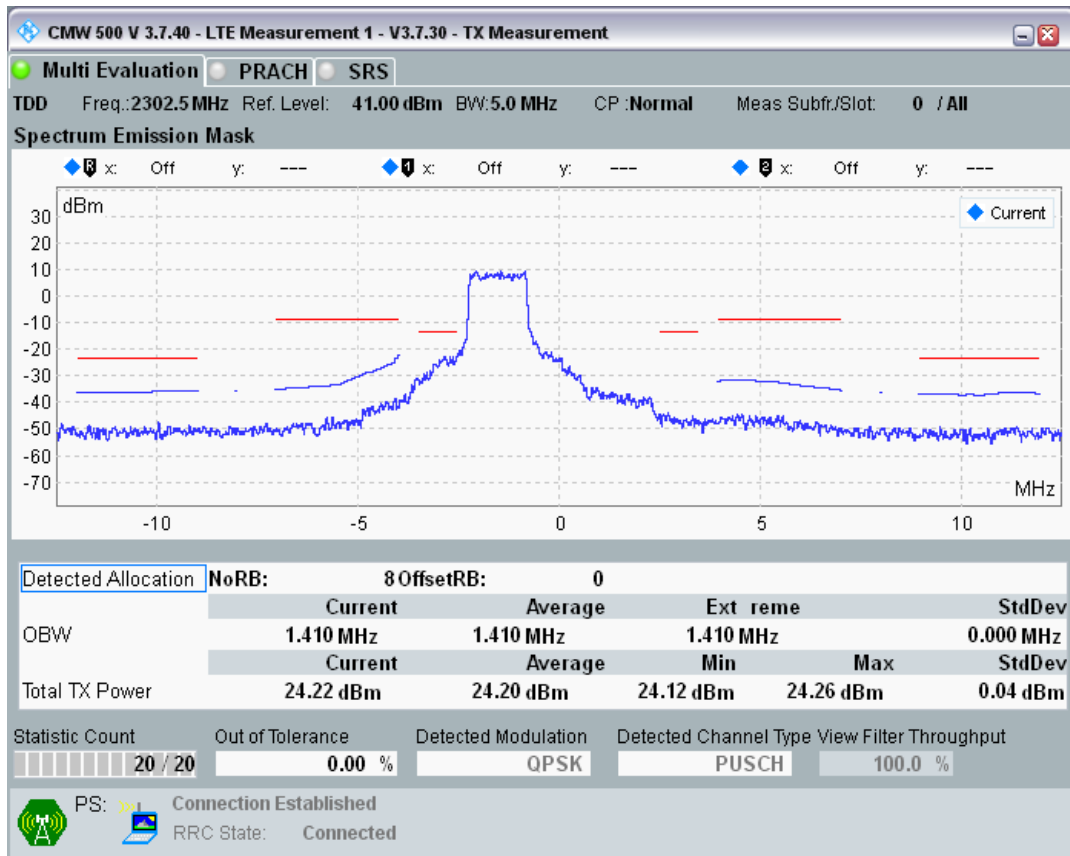 CMW 500 V 3.7.40 - LTE Measurement 1 - V3.7.30 - TX Measurement
Multi Evaluation PRACH SRS
TDD Freq.:2302.5 MHz Ref. Level: 41.00 dBm BW:5.0 MHz CP :Normal Meas Subfr./Slot: 0 / All
Spectrum Emission Mask
R x: Off y: --- 1 x: Off y: --- 2 x: Off y: ---
dBm
Current
30
20
10
0
-10
-20
-30
-40
-50
-60
-70
MHz
-10 -5 0 5 10
Detected Allocation NoRB: 8 OffsetRB: 0
Current Average Ext reme StdDev
OBW 1.410 MHz 1.410 MHz 1.410 MHz 0.000 MHz
Current Average Min Max StdDev
Total TX Power 24.22 dBm 24.20 dBm 24.12 dBm 24.26 dBm 0.04 dBm
Statistic Count Out of Tolerance Detected Modulation Detected Channel Type View Filter Throughput
20 / 20 0.00 % QPSK PUSCH 100.0 %
PS: Connection Established
RRC State: Connected